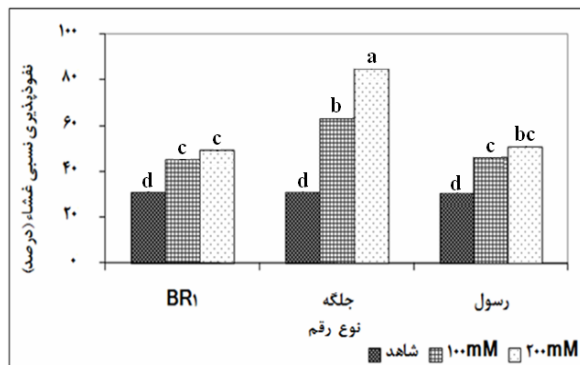 نفوذپذیری نسبی غشاء (درصد)
۱۰۰
۸۰
۶۰
۴۰
۲۰
۰
d c c
d b a
d c bc
BR۱ جلگه رسول
نوع رقم
شاهد ۱۰۰mM ۲۰۰mM